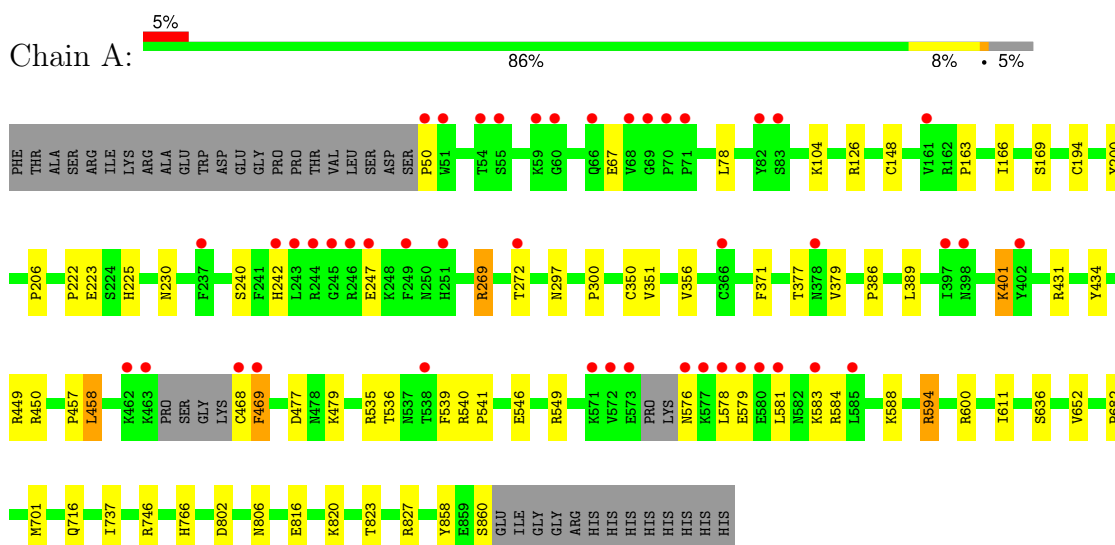 5%
Chain A:
86% 8% • 5%
PHE THR ALA SER ARG ILE LYS ARG ALA GLU TRP ASP GLU GLY PRO PRO THR VAL LEU SER ASP SER P50 W51 T54 S55 K59 G60 Q66 E67 V68 G69 P70 P71 L78 Y82 S83 K104 R126 C148 V161 R162 P163 I166 S169 C194
P206 P222 E223 S224 H225 N230 F237 S240 F241 H242 L243 R244 G245 R246 E247 K248 F249 N250 H251 R269 T272 N297 P300 C350 V351 V356 C366 F371 T377 N378 V379 P386 L389 I397 N398 K401 Y402 R431 Y434
R449 R450 P457 L458 K462 K463 PRO SER GLY LYS C468 F469 D477 N478 K479 R535 T536 N537 T538 F539 R540 P541 E546 R549 K571 V572 E573 PRO LYS N576 K577 L578 E579 E580 L581 N582 K583 R584 L585 K588 R594 R600 I611 S636 V652
M701 Q716 I737 R746 H766 D802 N806 E816 K820 T823 R827 Y858 E859 S860 GLU ILE GLY GLY ARG HIS HIS HIS HIS HIS HIS HIS HIS